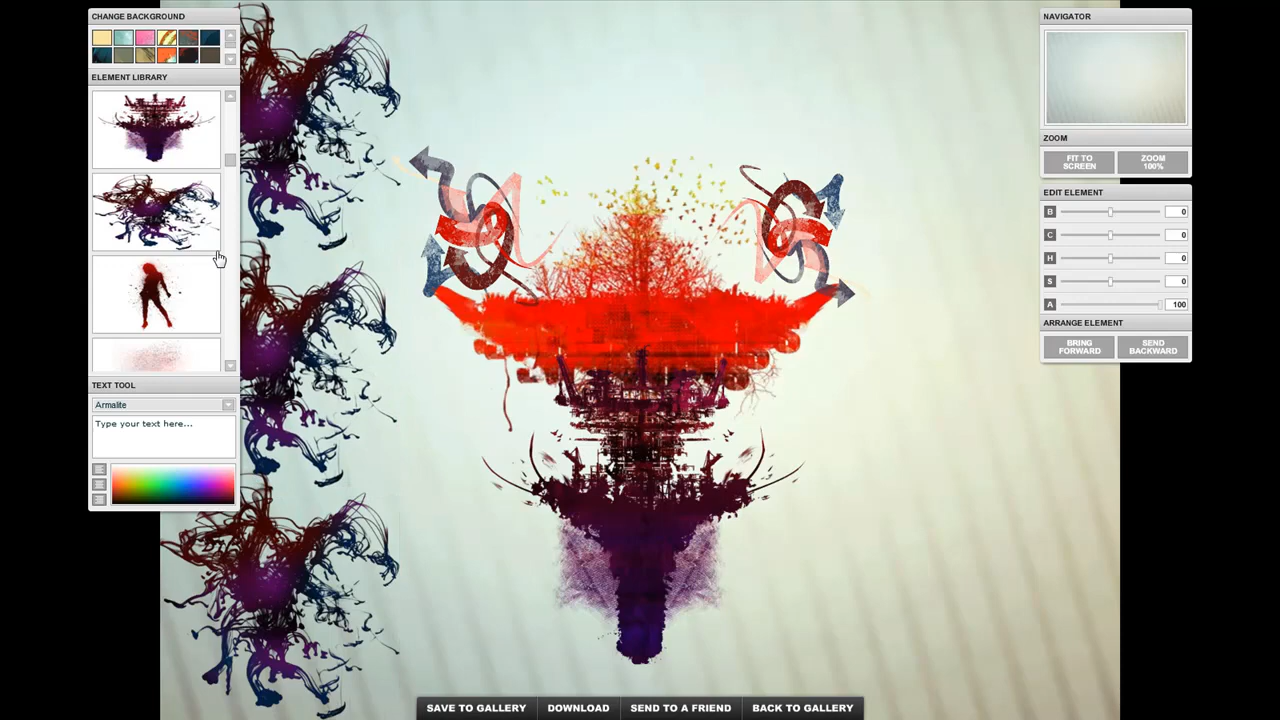 CHANGE BACKGROUND
ELEMENT LIBRARY
TEXT TOOL
Armalite
Type your text here...
NAVIGATOR
ZOOM
FIT TO
SCREEN
ZOOM
100%
EDIT ELEMENT
B 0
C 0
H 0
S 0
A 100
ARRANGE ELEMENT
BRING
FORWARD
SEND
BACKWARD
SAVE TO GALLERY
DOWNLOAD
SEND TO A FRIEND
BACK TO GALLERY